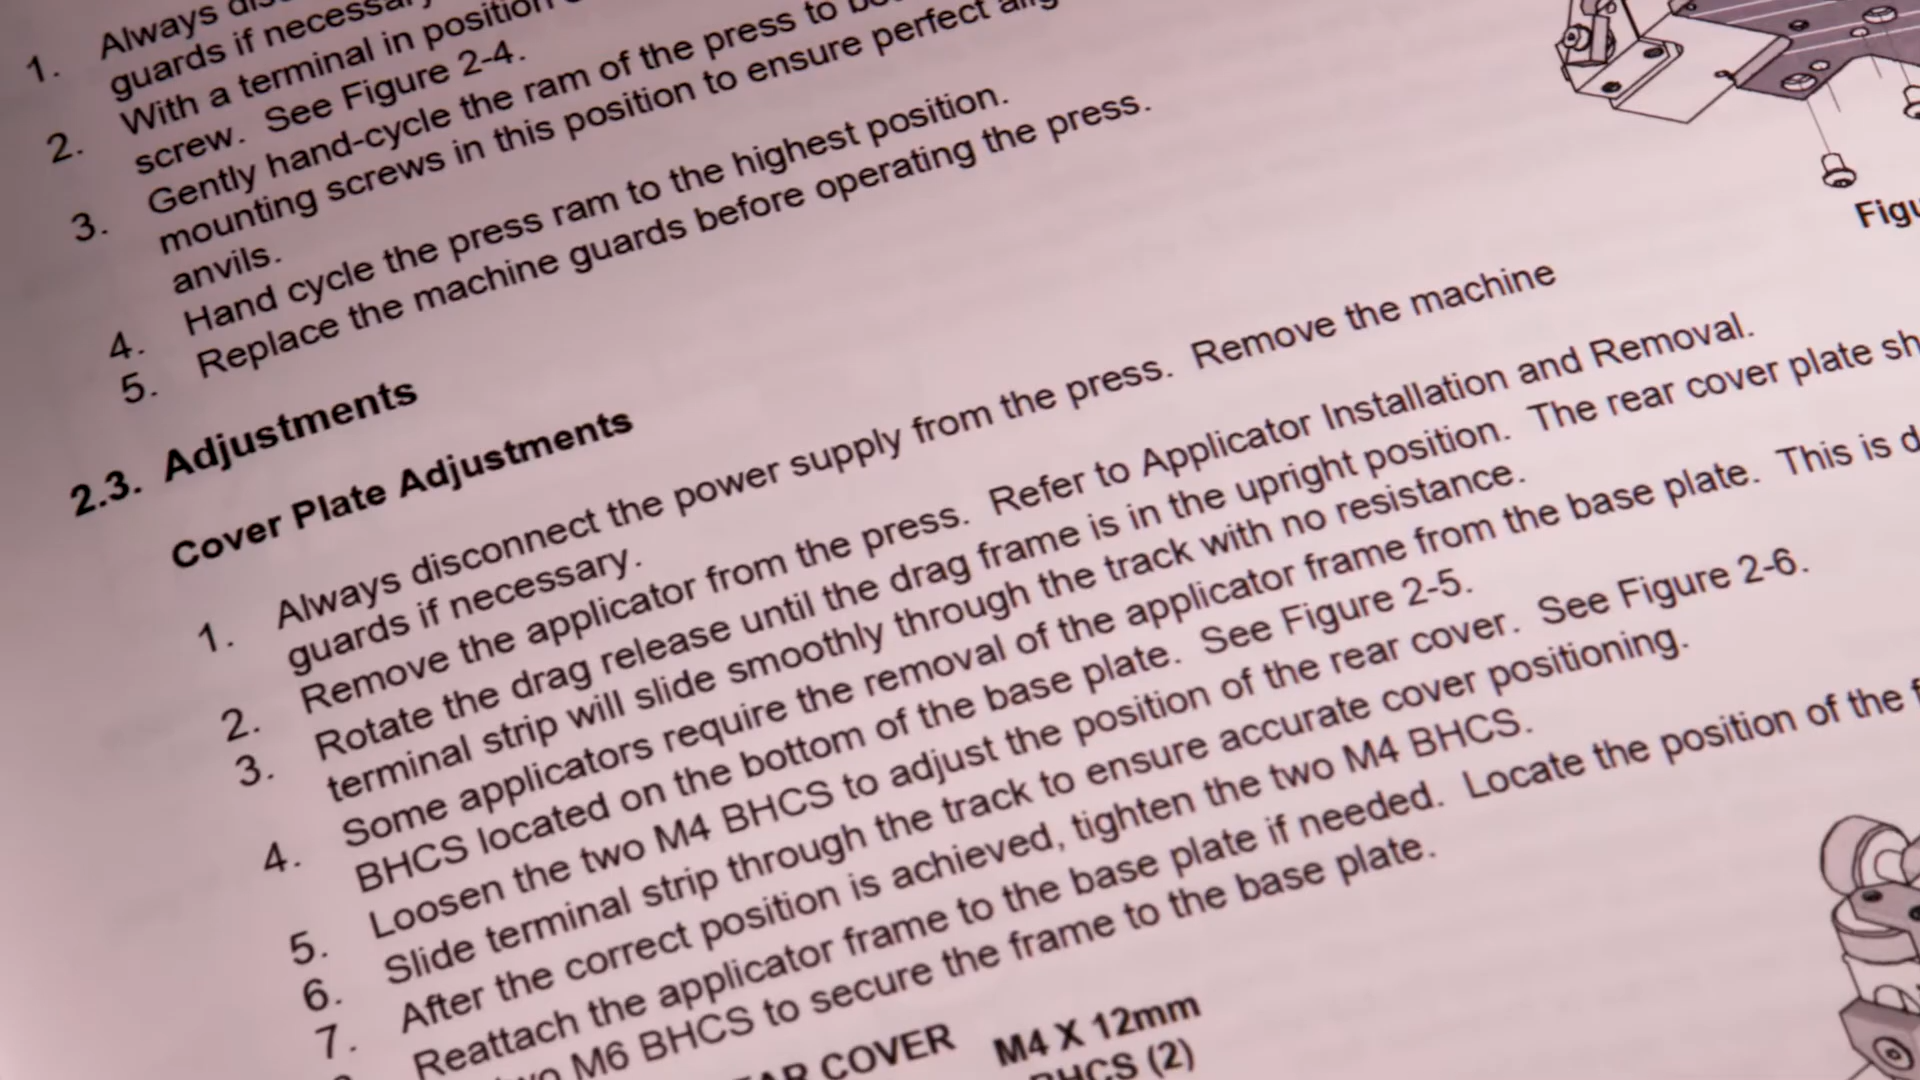 1. Always
guards if necessary
2. With a terminal in position
screw. See Figure 2-4.
3. Gently hand-cycle the ram of the press to
mounting screws in this position to ensure perfect
anvils.
4. Hand cycle the press ram to the highest position.
5. Replace the machine guards before operating the press.
2.3. Adjustments
Cover Plate Adjustments
1. Always disconnect the power supply from the press. Remove the machine
guards if necessary.
2. Remove the applicator from the press. Refer to Applicator Installation and Removal.
3. Rotate the drag release until the drag frame is in the upright position. The rear cover plate sh
terminal strip will slide smoothly through the track with no resistance.
4. Some applicators require the removal of the applicator frame from the base plate. This is d
BHCS located on the bottom of the base plate. See Figure 2-5.
5. Loosen the two M4 BHCS to adjust the position of the rear cover. See Figure 2-6.
6. Slide terminal strip through the track to ensure accurate cover positioning.
7. After the correct position is achieved, tighten the two M4 BHCS.
Reattach the applicator frame to the base plate if needed. Locate the position of the f
wo M6 BHCS to secure the frame to the base plate.
COVER
M4 X 12mm
BHCS (2)
Figu